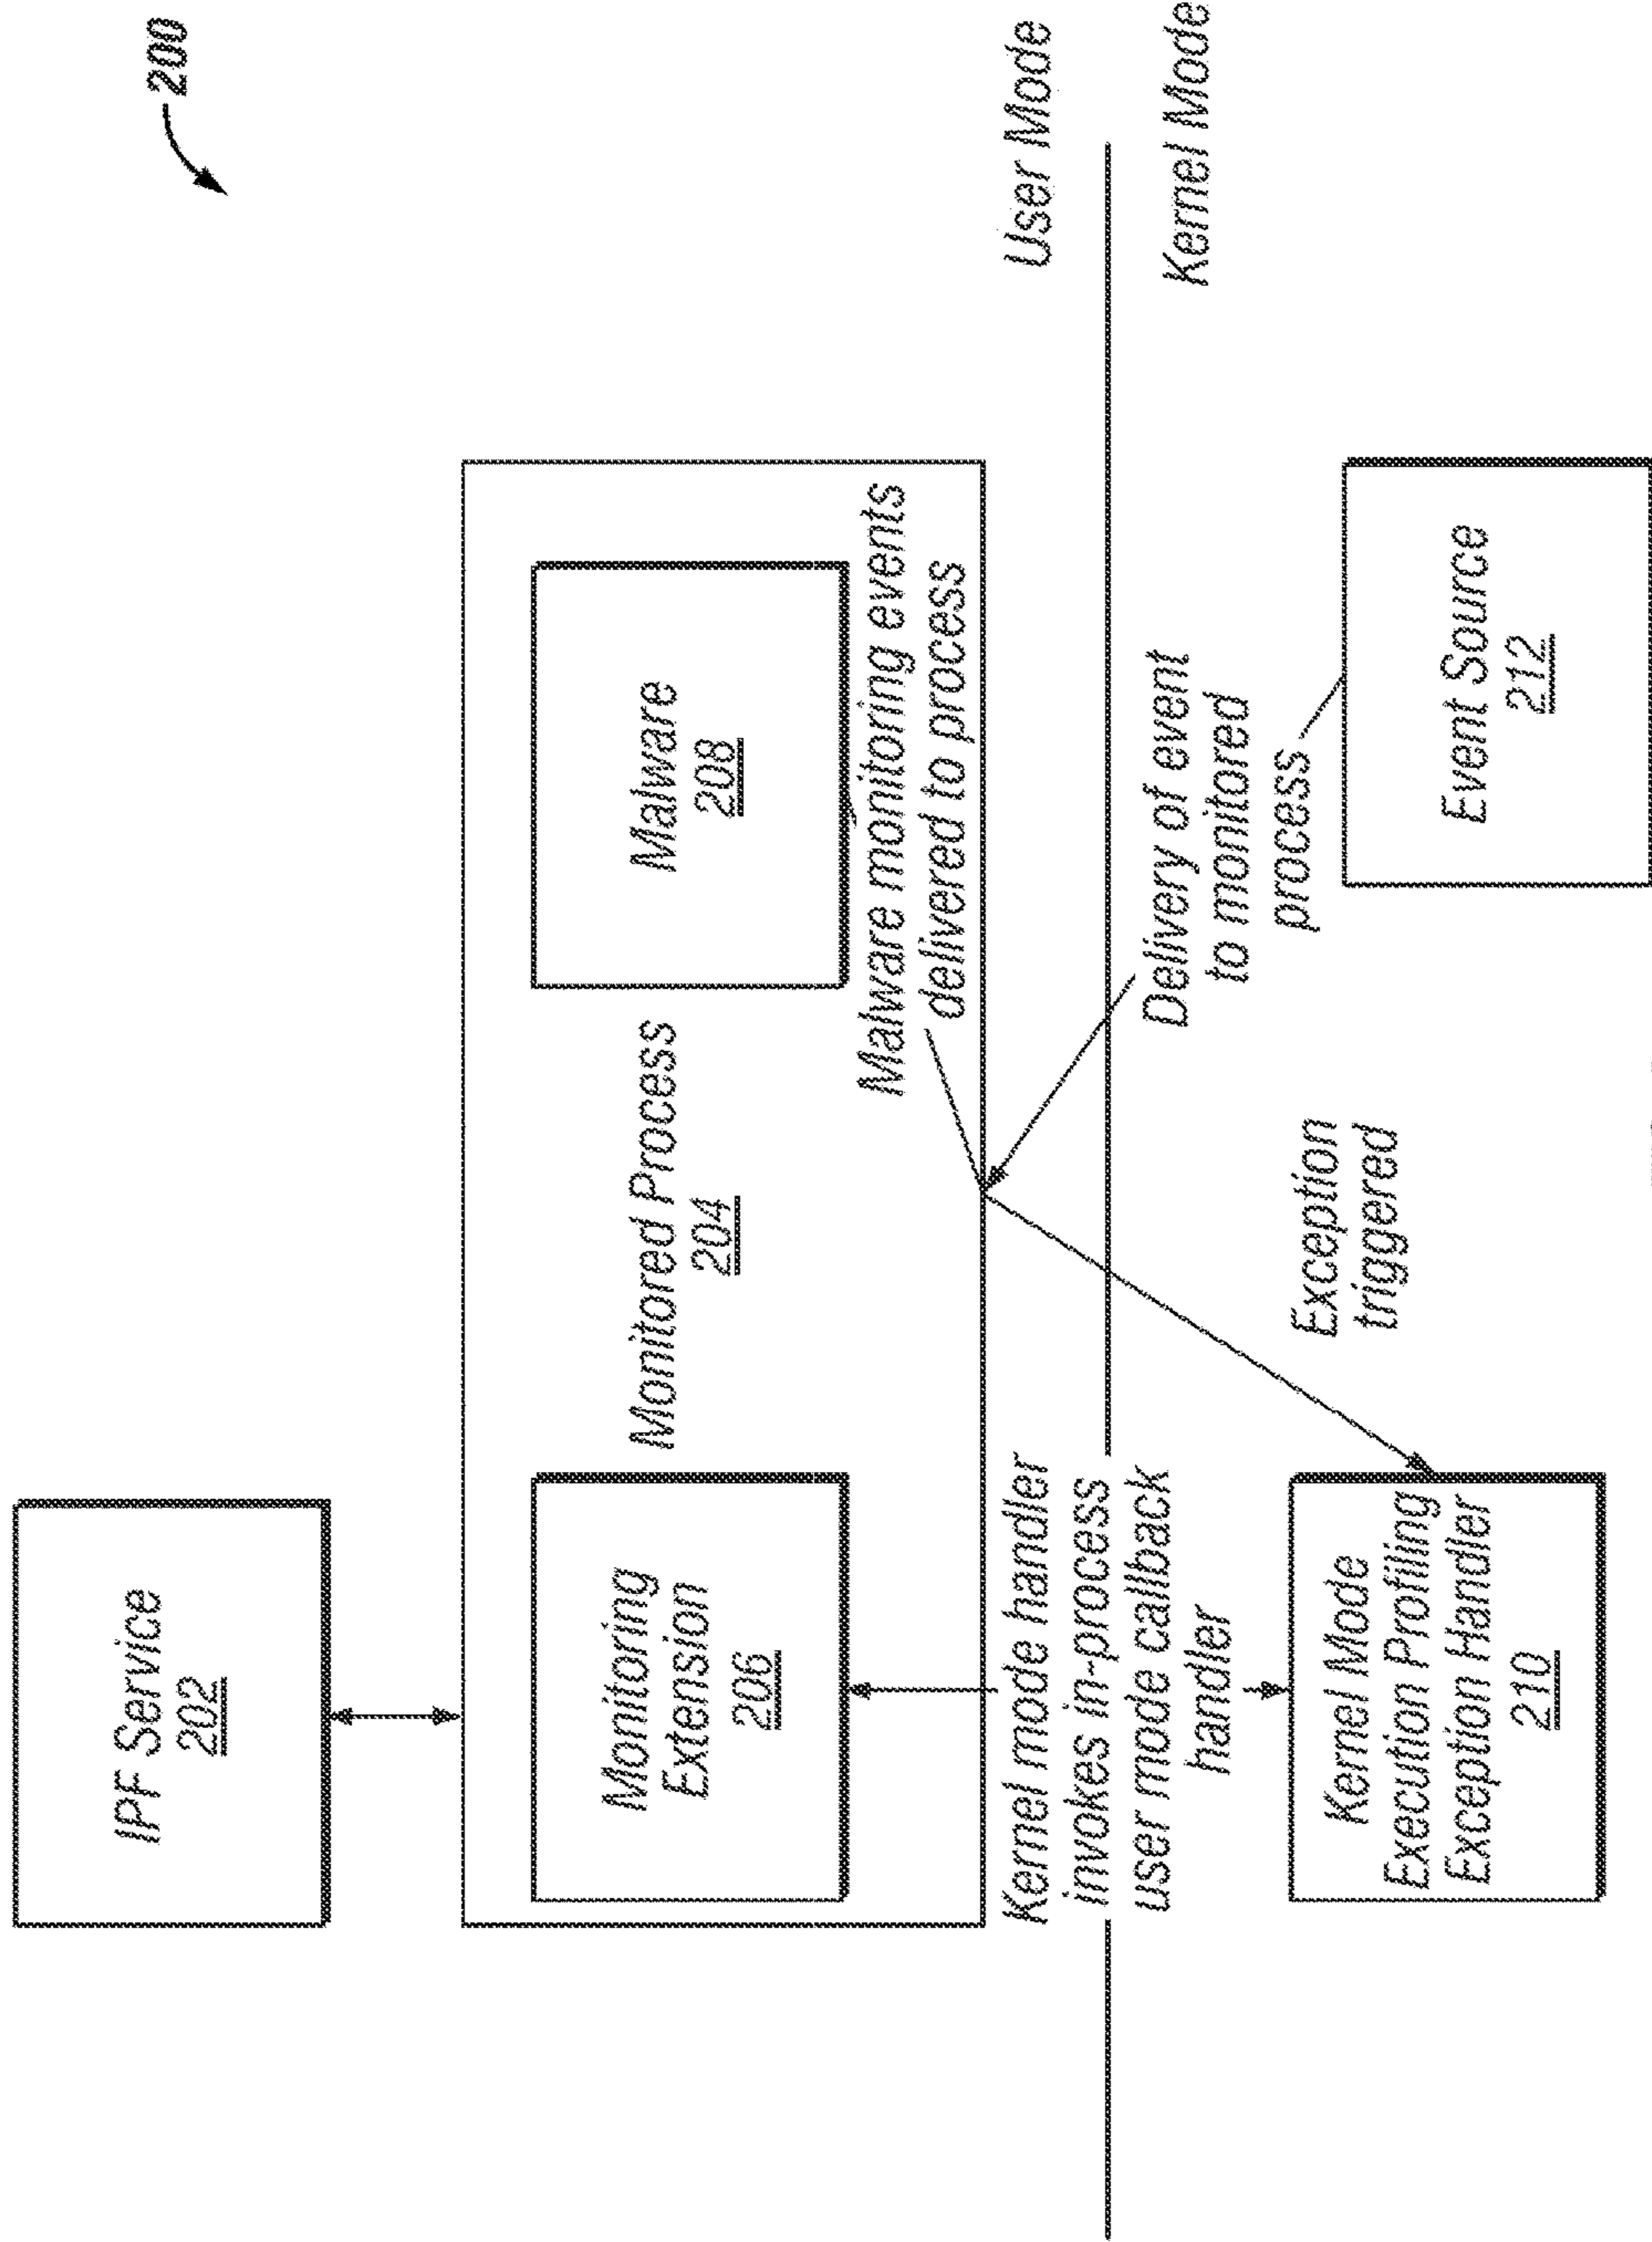 200
IPF Service
202
Monitored Process
204
Monitoring
Extension
206
Malware
208
Malware monitoring events
delivered to process
User Mode
Kernel Mode
Kernel mode handler
invokes in-process
user mode callback
handler
Delivery of event
to monitored
process
Exception
triggered
Kernel Mode
Execution Profiling
Exception Handler
210
Event Source
212